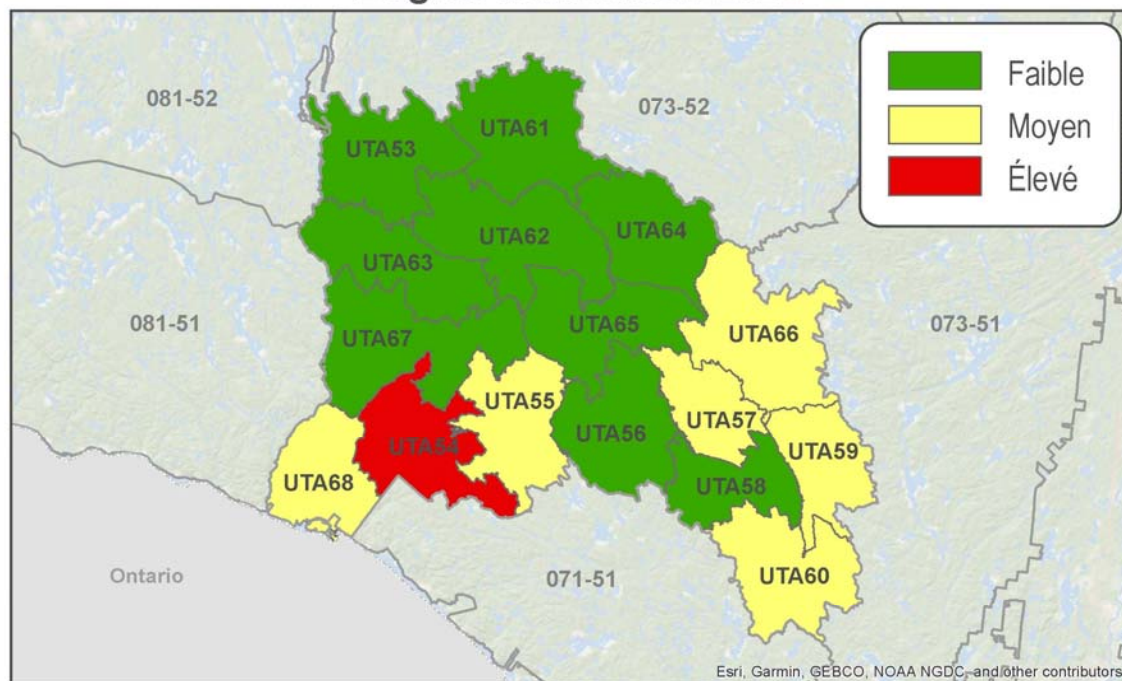 Faible
Moyen
Élevé
081-52
073-52
UTA61
UTA53
UTA62
UTA64
UTA63
081-51
UTA67
UTA65
UTA66
073-51
UTA55
UTA57
UTA56
UTA54
UTA59
UTA68
UTA58
Ontario
071-51
UTA60
Esri, Garmin, GEBCO, NOAA NGDC, and other contributors